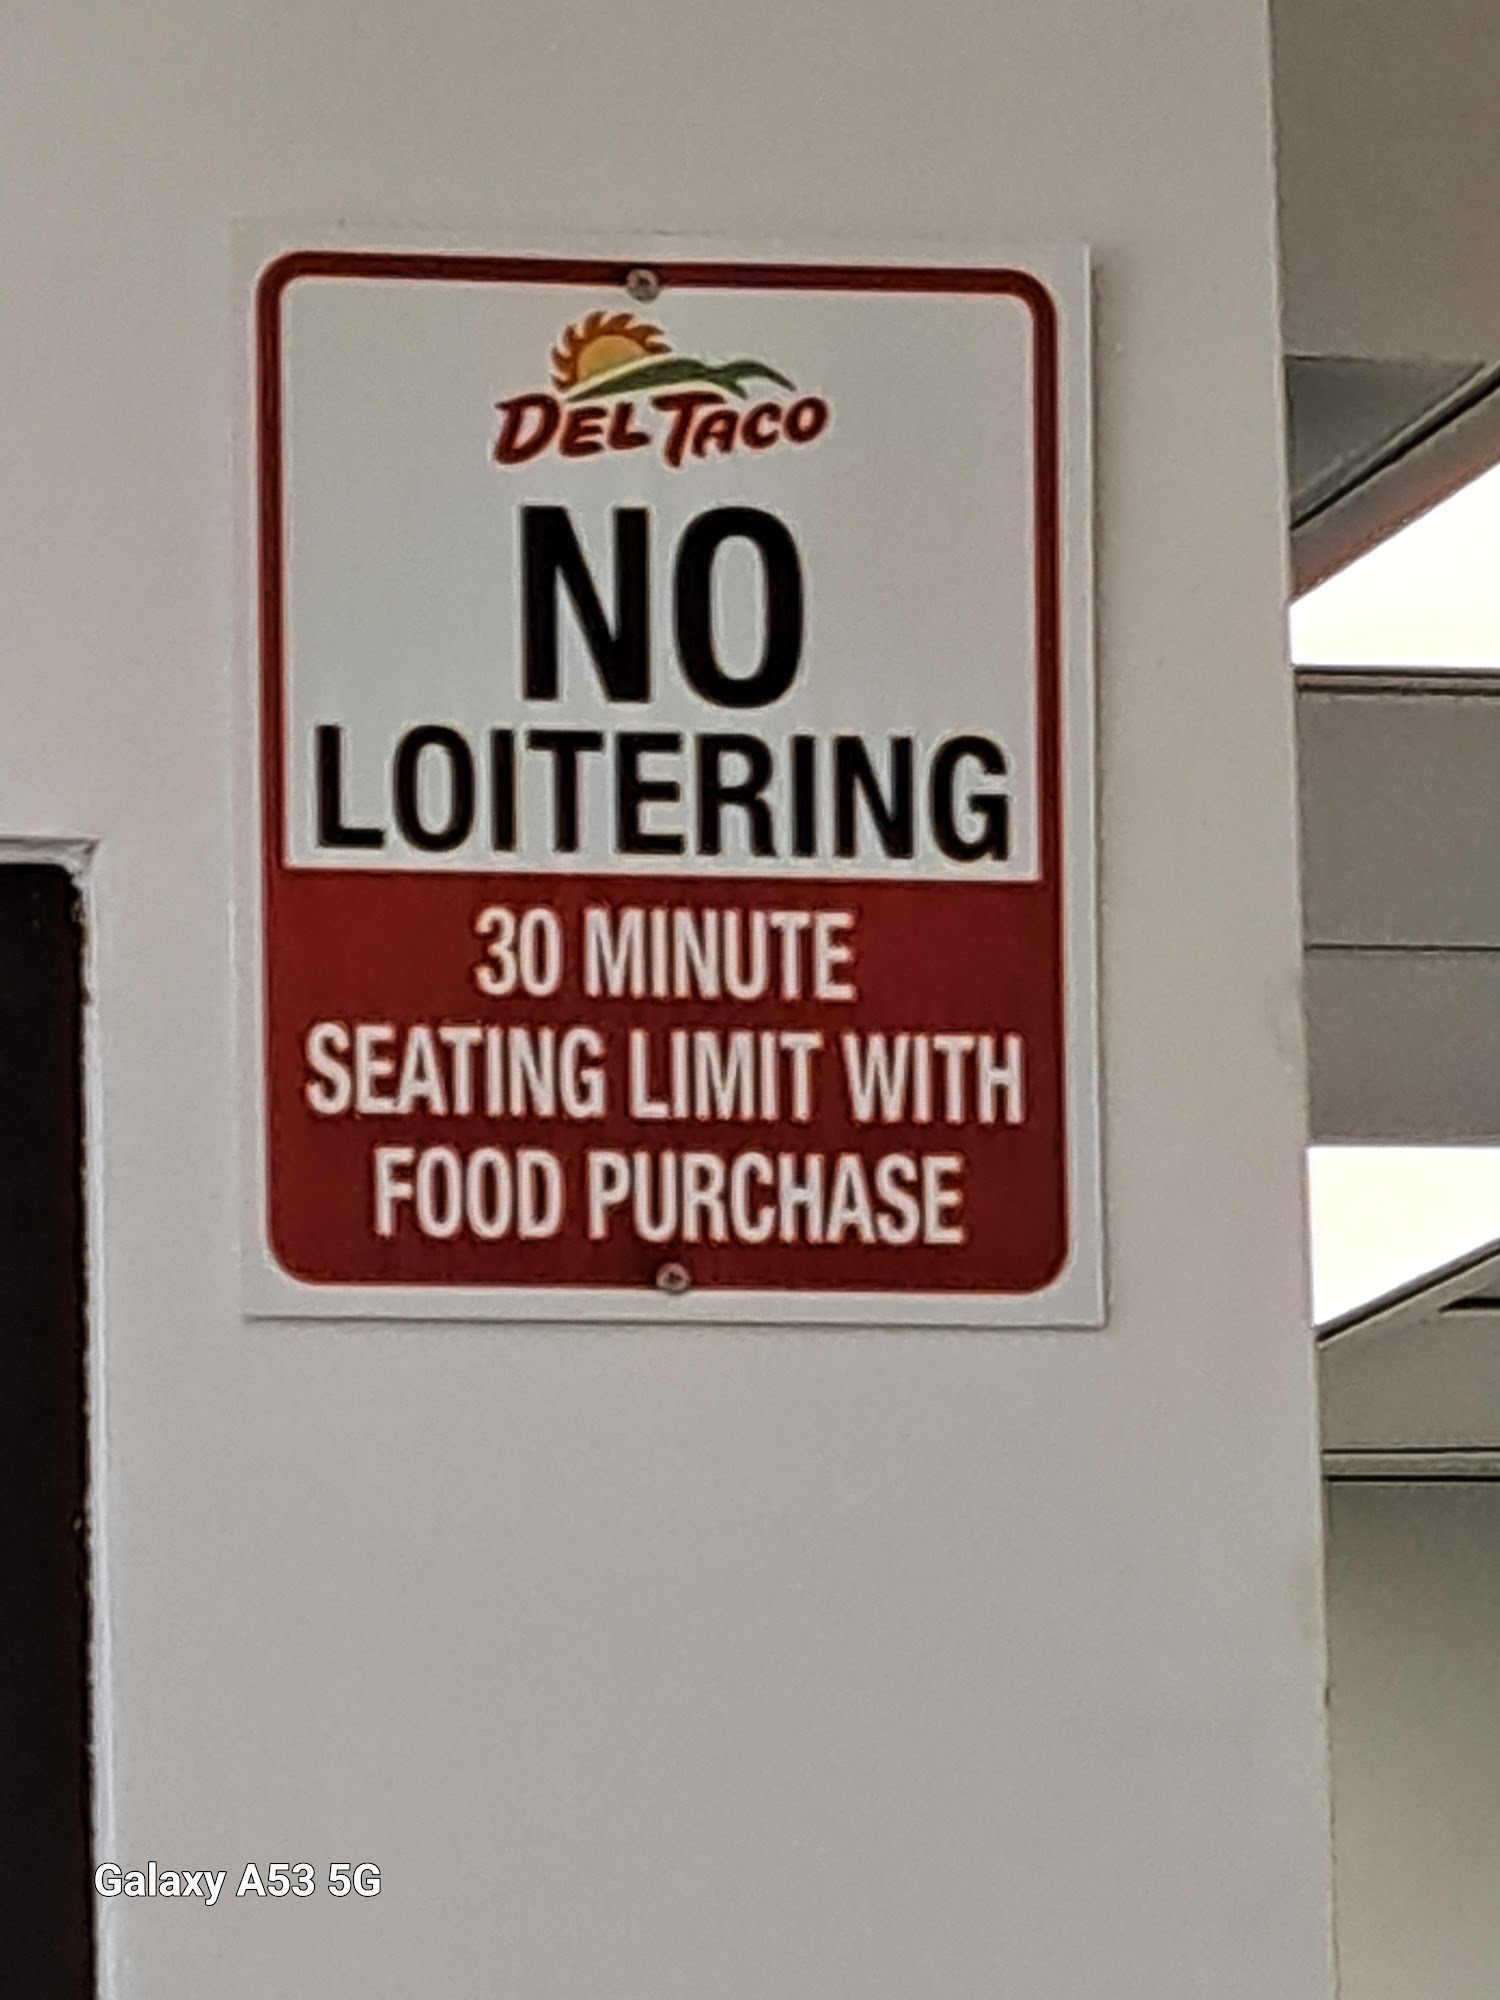 DEL TACO
NO
LOITERING
30 MINUTE
SEATING LIMIT WITH
FOOD PURCHASE
Galaxy A53 5G